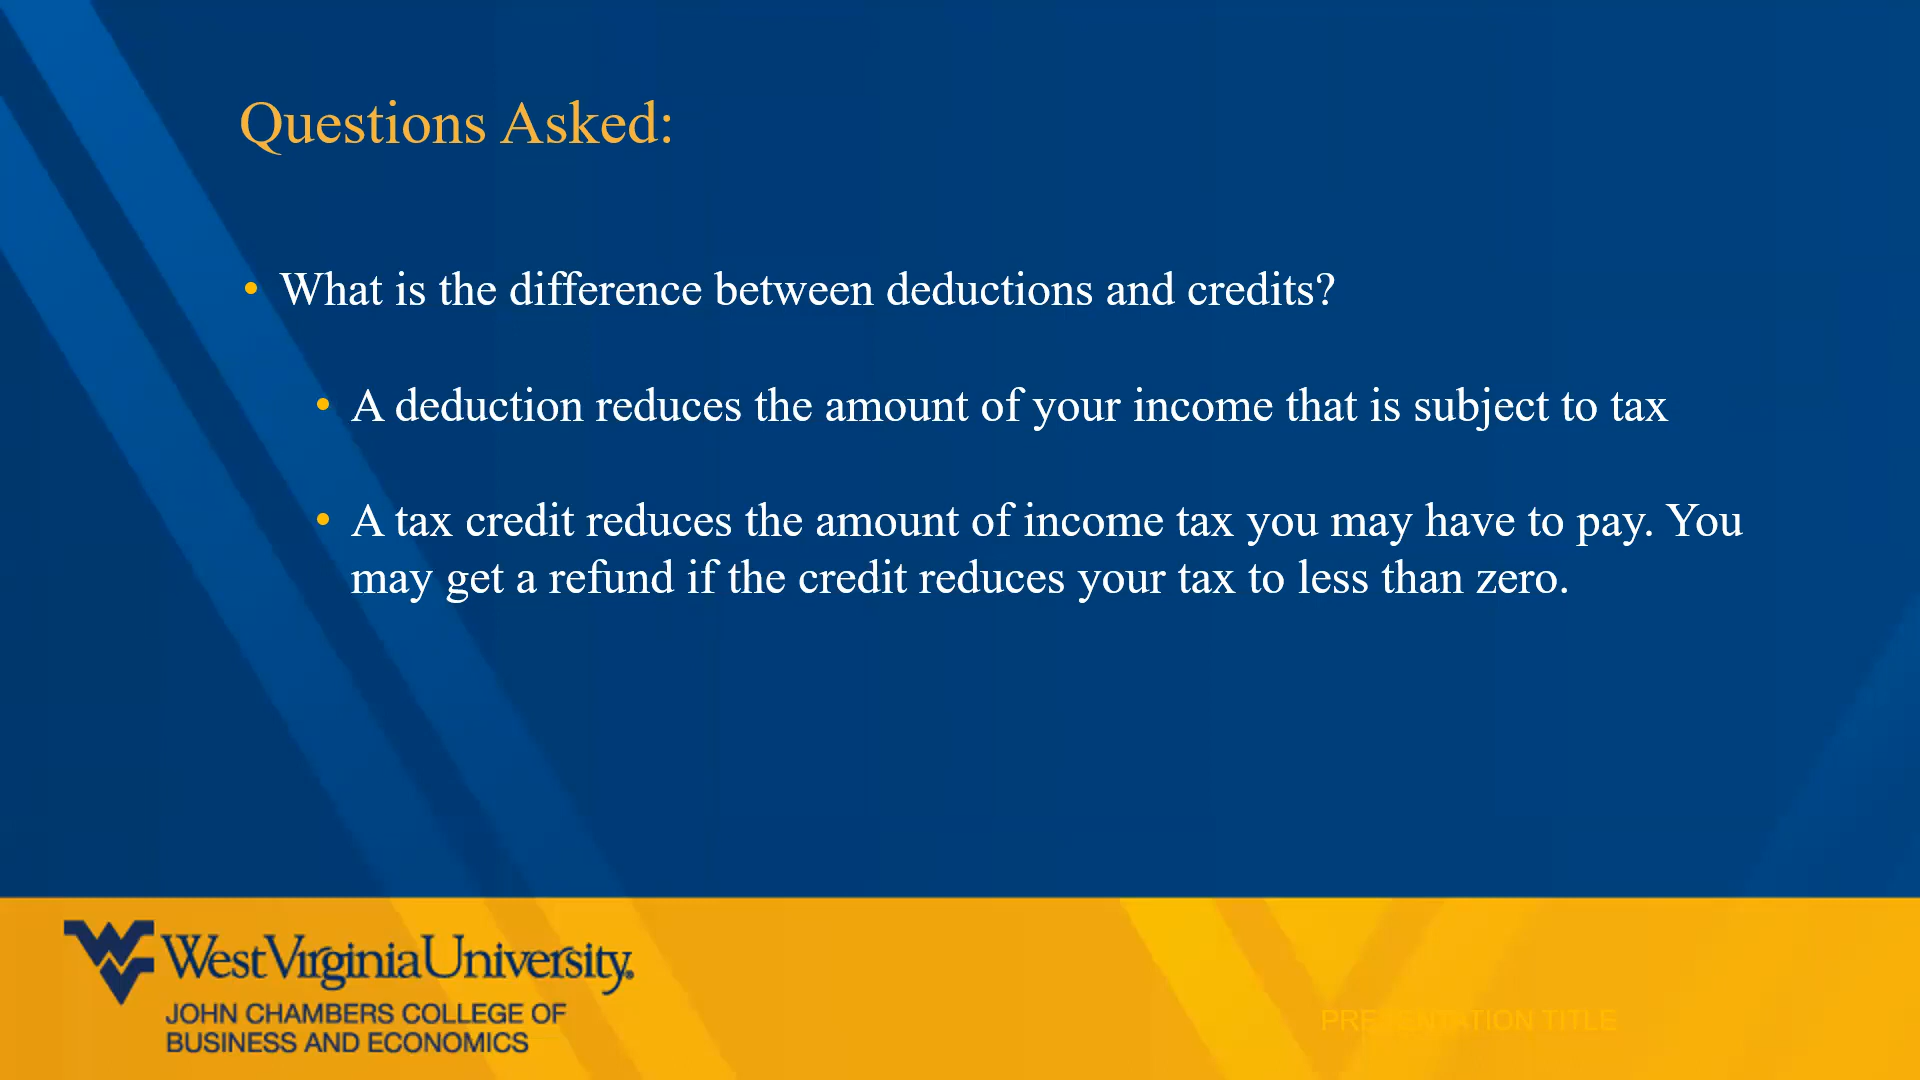 Questions Asked:
• What is the difference between deductions and credits?
• A deduction reduces the amount of your income that is subject to tax
• A tax credit reduces the amount of income tax you may have to pay. You
may get a refund if the credit reduces your tax to less than zero.
WestVirginiaUniversity.
JOHN CHAMBERS COLLEGE OF
BUSINESS AND ECONOMICS
PRESENTATION TITLE